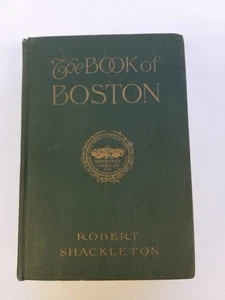 The BOOK of
BOSTON
ROBERT
SHACKLETON